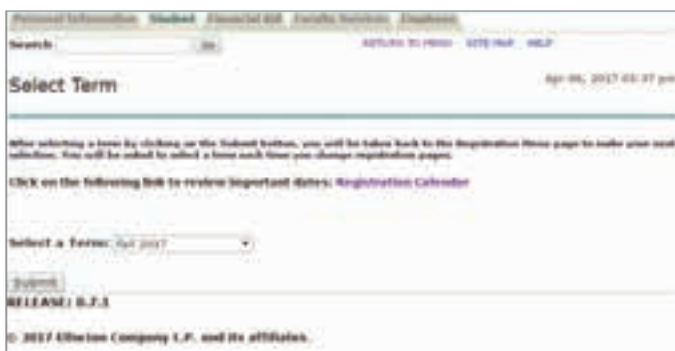 Personal Information Student Financial Aid Faculty Services Employee
Search Go RETURN TO MENU SITE MAP HELP
Select Term
Apr 06, 2017 03:37 pm
After selecting a term by clicking on the Submit button, you will be taken back to the Registration Menu page to make your next
selection. You will be asked to select a term each time you change registration pages.
Click on the following link to review important dates: Registration Calendar
Select a Term: Fall 2017
Submit
RELEASE: 8.7.1
© 2017 Ellucian Company L.P. and its affiliates.